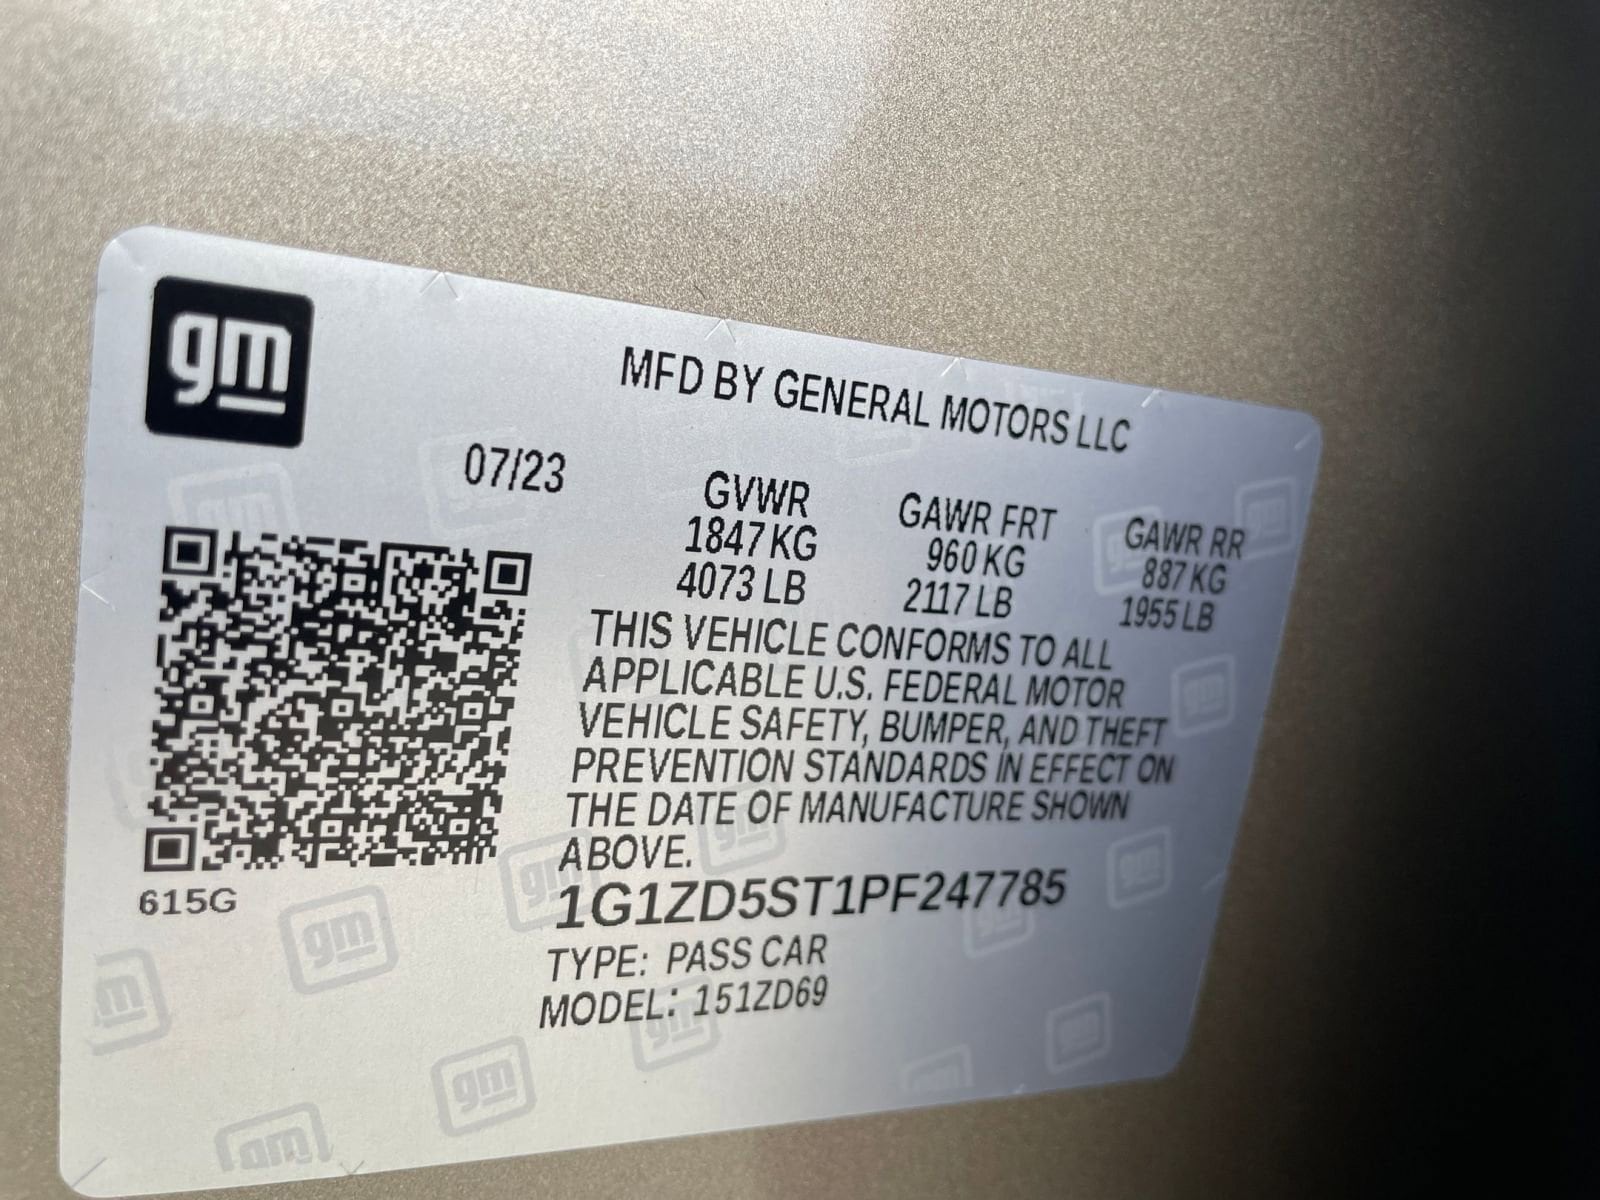 gm
MFD BY GENERAL MOTORS LLC
07/23
GVWR GAWR FRT GAWR RR
1847 KG 960 KG 887 KG
4073 LB 2117 LB 1955 LB
THIS VEHICLE CONFORMS TO ALL
APPLICABLE U.S. FEDERAL MOTOR
VEHICLE SAFETY, BUMPER, AND THEFT
PREVENTION STANDARDS IN EFFECT ON
THE DATE OF MANUFACTURE SHOWN
ABOVE.
615G
1G1ZD5ST1PF247785
TYPE: PASS CAR
MODEL: 151ZD69